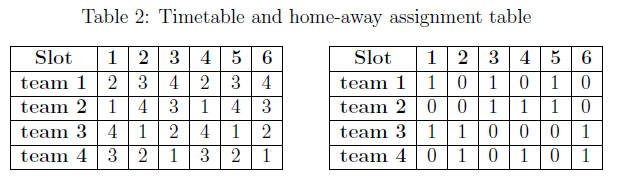 Table 2: Timetable and home-away assignment table
Slot 1 2 3 4 5 6
team 1 2 3 4 2 3 4
team 2 1 4 3 1 4 3
team 3 4 1 2 4 1 2
team 4 3 2 1 3 2 1
Slot 1 2 3 4 5 6
team 1 1 0 1 0 1 0
team 2 0 0 1 1 1 0
team 3 1 1 0 0 0 1
team 4 0 1 0 1 0 1